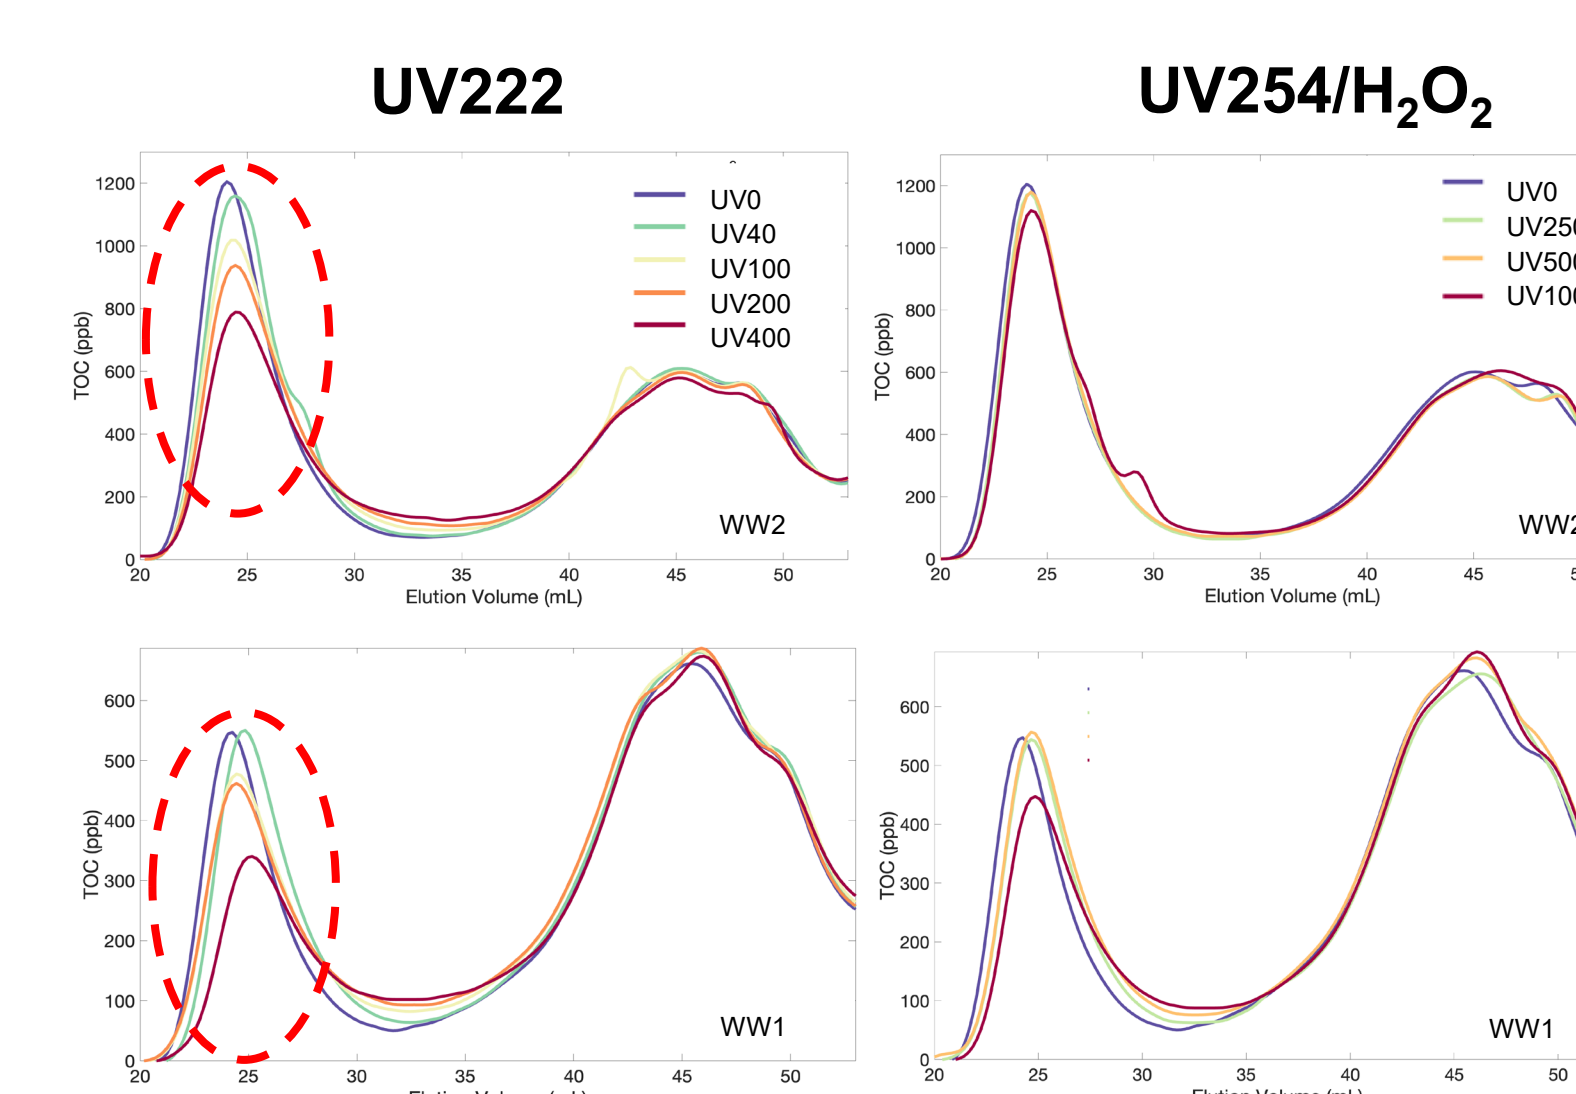 UV222
UV254/H₂O₂
1200
1000
800
600
400
200
0
TOC (ppb)
UV0
UV40
UV100
UV200
UV400
WW2
20 25 30 35 40 45 50
Elution Volume (mL)
1200
1000
800
600
400
200
0
TOC (ppb)
UV0
20 25 30 35 40 45
Elution Volume (mL)
600
500
400
300
200
100
0
TOC (ppb)
WW1
20 25 30 35 40 45 50
600
500
400
300
200
100
0
TOC (ppb)
WW1
20 25 30 35 40 45 50